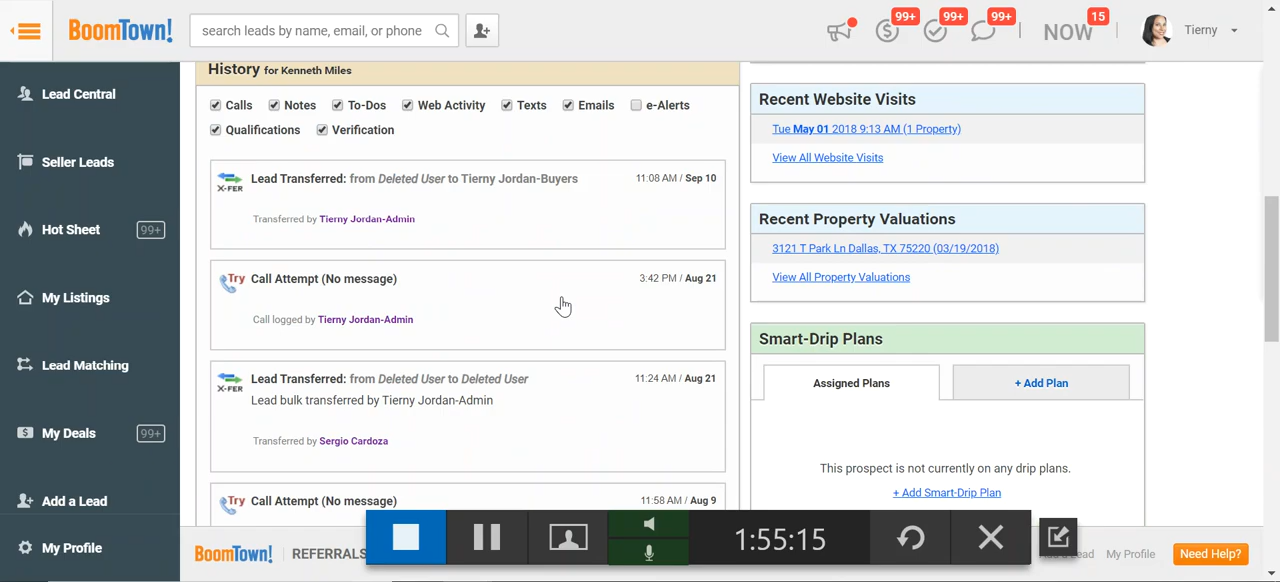 BoomTown! search leads by name, email, or phone 99+ 99+ 99+ NOW 15 Tierny
Lead Central
Seller Leads
Hot Sheet 99+
My Listings
Lead Matching
My Deals 99+
Add a Lead
My Profile
History for Kenneth Miles
Calls Notes To-Dos Web Activity Texts Emails e-Alerts
Qualifications Verification
X-FER Lead Transferred: from Deleted User to Tierny Jordan-Buyers 11:08 AM / Sep 10
Transferred by Tierny Jordan-Admin
Try Call Attempt (No message) 3:42 PM / Aug 21
Call logged by Tierny Jordan-Admin
X-FER Lead Transferred: from Deleted User to Deleted User 11:24 AM / Aug 21
Lead bulk transferred by Tierny Jordan-Admin
Transferred by Sergio Cardoza
Try Call Attempt (No message) 11:58 AM / Aug 9
Recent Website Visits
Tue May 01 2018 9:13 AM (1 Property)
View All Website Visits
Recent Property Valuations
3121 T Park Ln Dallas, TX 75220 (03/19/2018)
View All Property Valuations
Smart-Drip Plans
Assigned Plans + Add Plan
This prospect is not currently on any drip plans.
+ Add Smart-Drip Plan
BoomTown! REFERRALS 1:55:15 Lead My Profile Need Help?